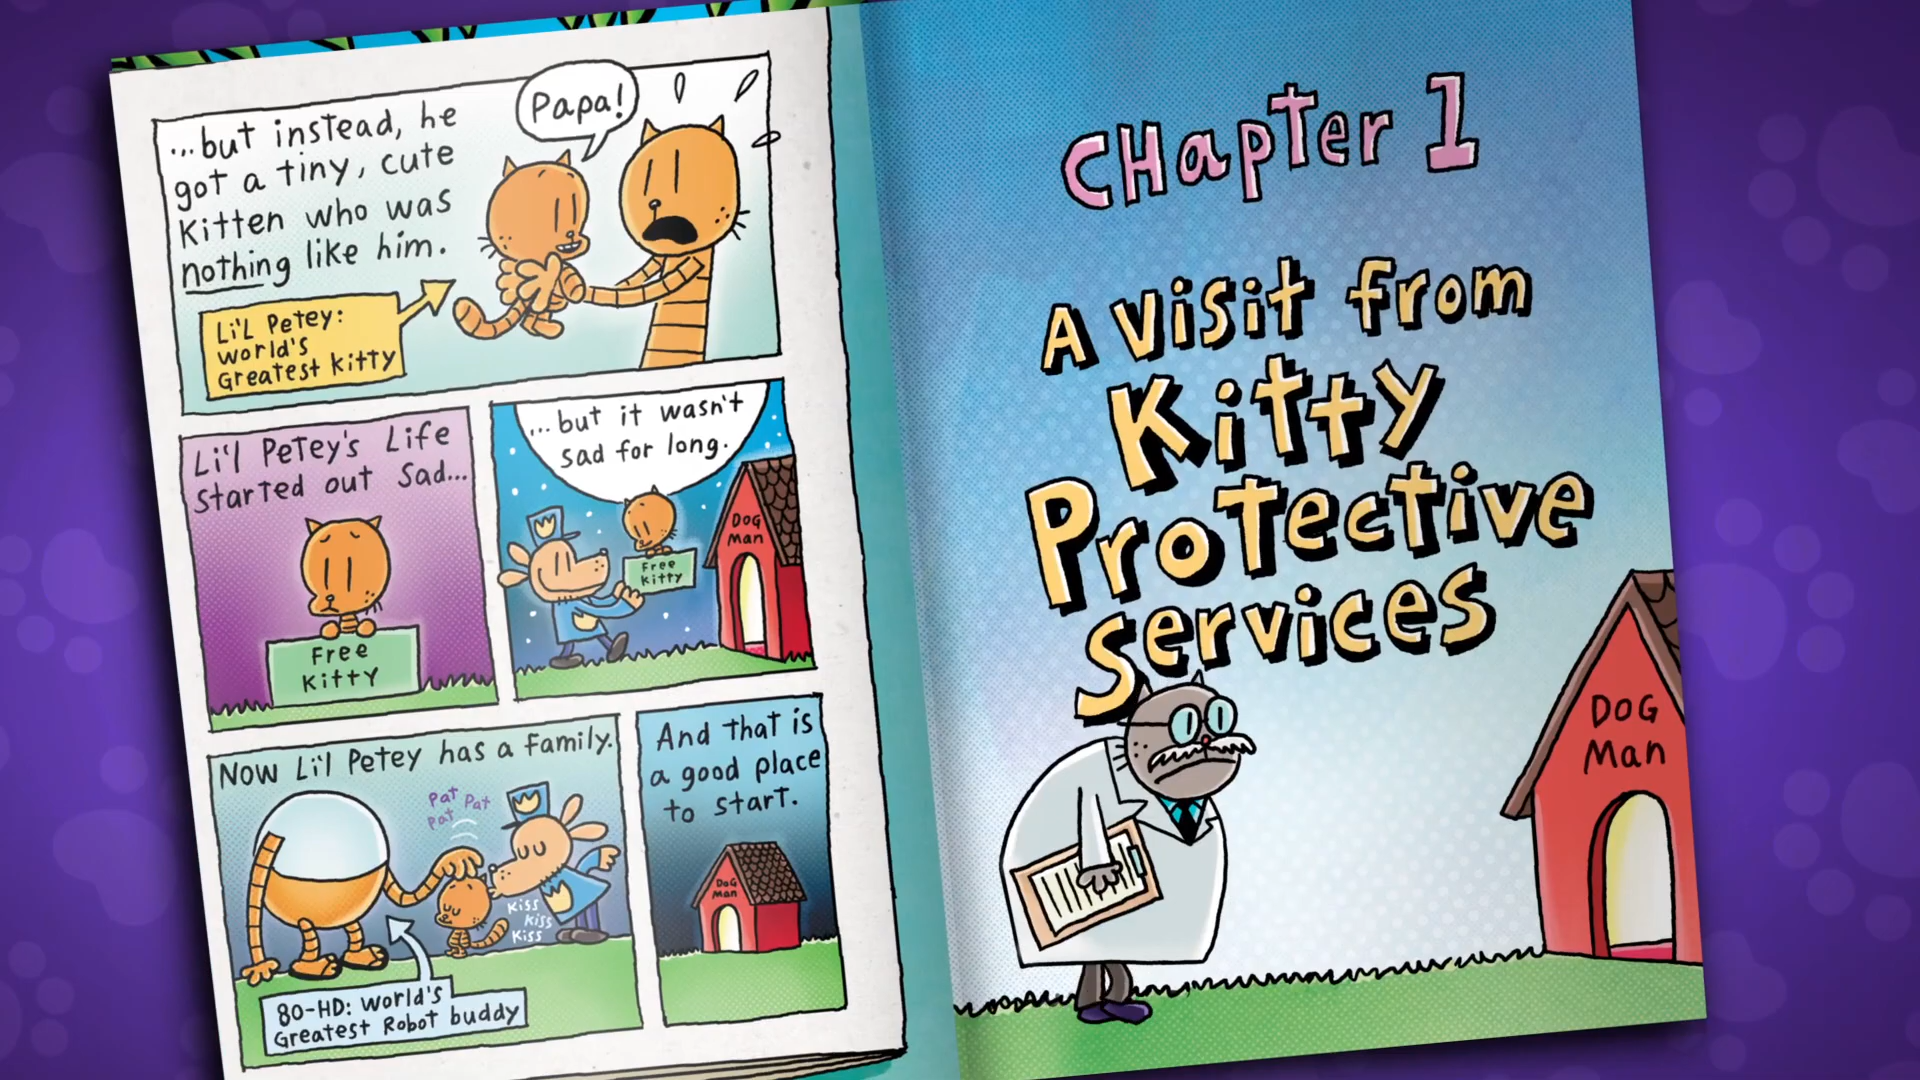 Papa!
...but instead, he
got a tiny, cute
Kitten who was
nothing like him.
Li'L Petey:
world's
Greatest Kitty
Li'l Petey's Life
started out sad...
Free
Kitty
...but it wasn't
sad for long.
Free
Kitty
DOG
Man
Now Li'l Petey has a family.
Pat Pat
Pat
Kiss
Kiss
Kiss
80-HD: world's
Greatest Robot buddy
And that is
a good place
to start.
DOG
Man
CHapTer 1
A visit from
Kitty
Protective
Services
DOG
Man